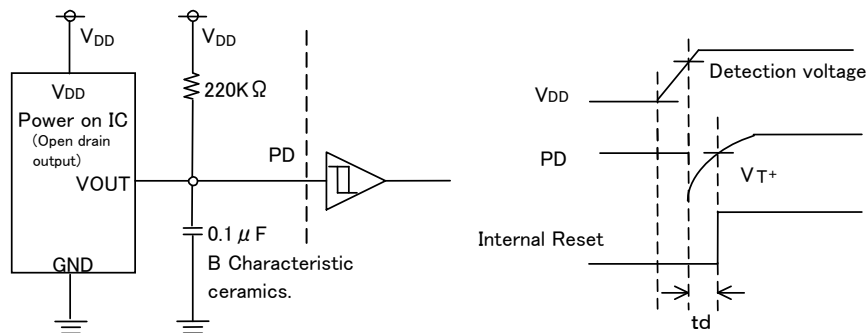 VDD
VDD
VDD
Power on IC
(Open drain
output)
VOUT
GND
220KΩ
PD
0.1μF
B Characteristic
ceramics.
VDD
Detection voltage
PD
VT+
Internal Reset
td